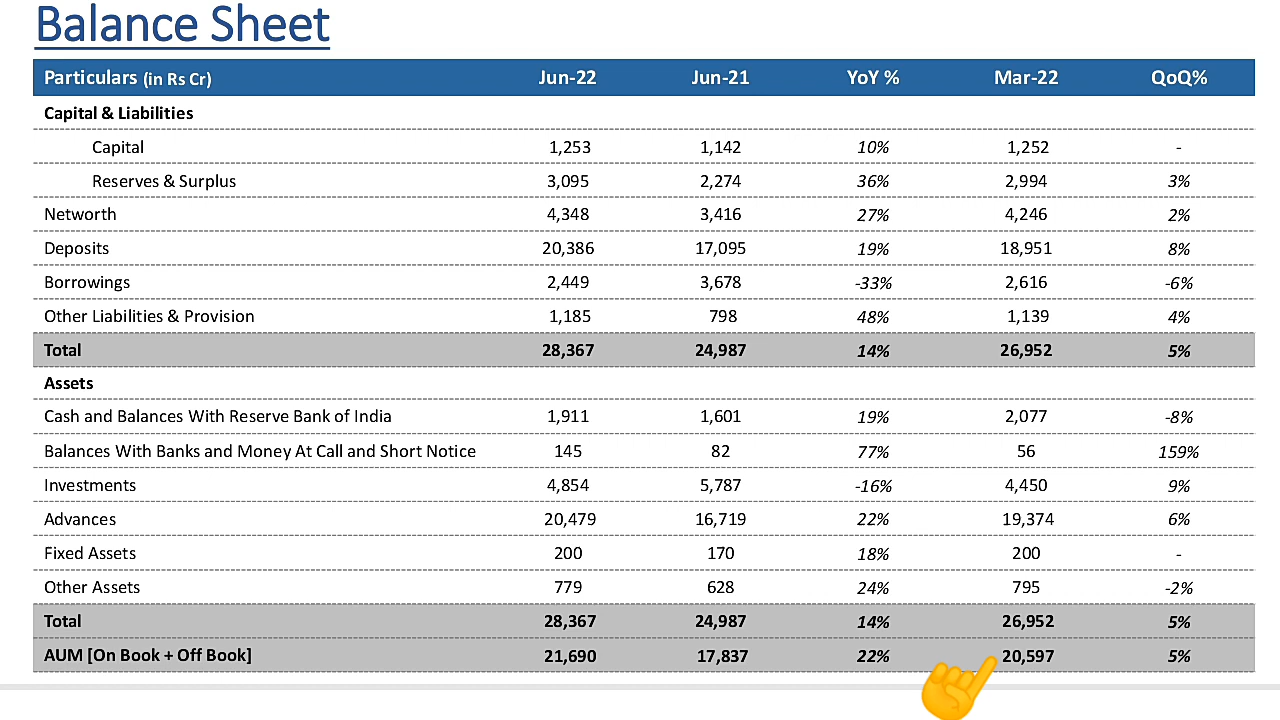 Balance Sheet
Particulars (in Rs Cr) Jun-22 Jun-21 YoY % Mar-22 QoQ%
Capital & Liabilities
Capital 1,253 1,142 10% 1,252 -
Reserves & Surplus 3,095 2,274 36% 2,994 3%
Networth 4,348 3,416 27% 4,246 2%
Deposits 20,386 17,095 19% 18,951 8%
Borrowings 2,449 3,678 -33% 2,616 -6%
Other Liabilities & Provision 1,185 798 48% 1,139 4%
Total 28,367 24,987 14% 26,952 5%
Assets
Cash and Balances With Reserve Bank of India 1,911 1,601 19% 2,077 -8%
Balances With Banks and Money At Call and Short Notice 145 82 77% 56 159%
Investments 4,854 5,787 -16% 4,450 9%
Advances 20,479 16,719 22% 19,374 6%
Fixed Assets 200 170 18% 200 -
Other Assets 779 628 24% 795 -2%
Total 28,367 24,987 14% 26,952 5%
AUM [On Book + Off Book] 21,690 17,837 22% 20,597 5%